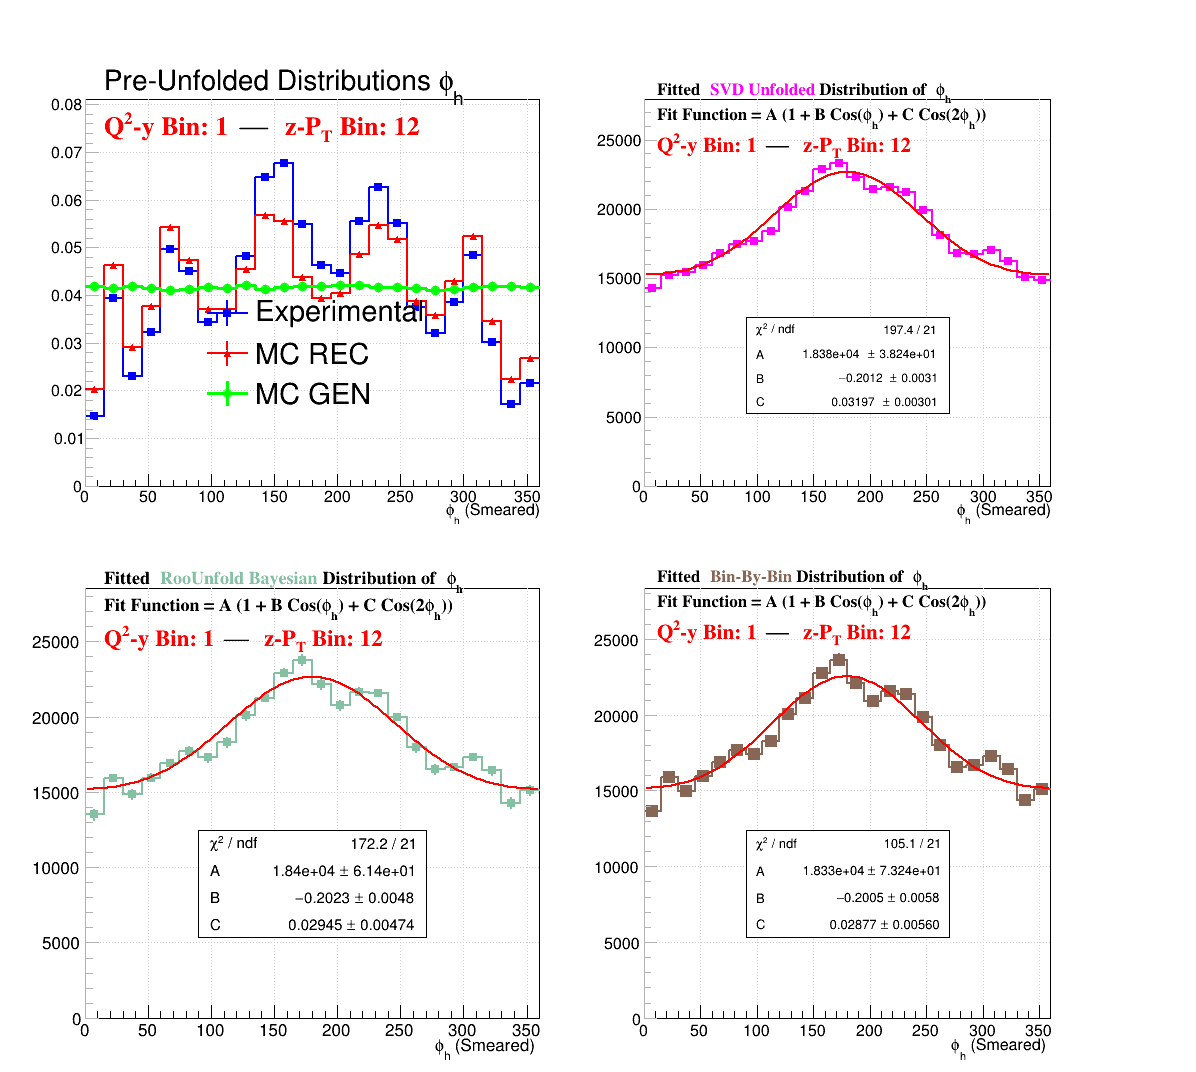 Pre-Unfolded Distributions ϕh
Q²-y Bin: 1 — z-PT Bin: 12
0.08
0.07
0.06
0.05
0.04
0.03
0.02
0.01
0
Experimental
MC REC
MC GEN
0 50 100 150 200 250 300 350
ϕh (Smeared)
Fitted SVD Unfolded Distribution of ϕh
Fit Function = A (1 + B Cos(ϕh) + C Cos(2ϕh))
Q²-y Bin: 1 — z-PT Bin: 12
25000
20000
15000
10000
5000
0
χ² / ndf 197.4 / 21
A 1.838e+04 ± 3.824e+01
B −0.2012 ± 0.0031
C 0.03197 ± 0.00301
0 50 100 150 200 250 300 350
ϕh (Smeared)
Fitted RooUnfold Bayesian Distribution of ϕh
Fit Function = A (1 + B Cos(ϕh) + C Cos(2ϕh))
Q²-y Bin: 1 — z-PT Bin: 12
25000
20000
15000
10000
5000
0
χ² / ndf 172.2 / 21
A 1.84e+04 ± 6.14e+01
B −0.2023 ± 0.0048
C 0.02945 ± 0.00474
0 50 100 150 200 250 300 350
ϕh (Smeared)
Fitted Bin-By-Bin Distribution of ϕh
Fit Function = A (1 + B Cos(ϕh) + C Cos(2ϕh))
Q²-y Bin: 1 — z-PT Bin: 12
25000
20000
15000
10000
5000
0
χ² / ndf 105.1 / 21
A 1.833e+04 ± 7.324e+01
B −0.2005 ± 0.0058
C 0.02877 ± 0.00560
0 50 100 150 200 250 300 350
ϕh (Smeared)